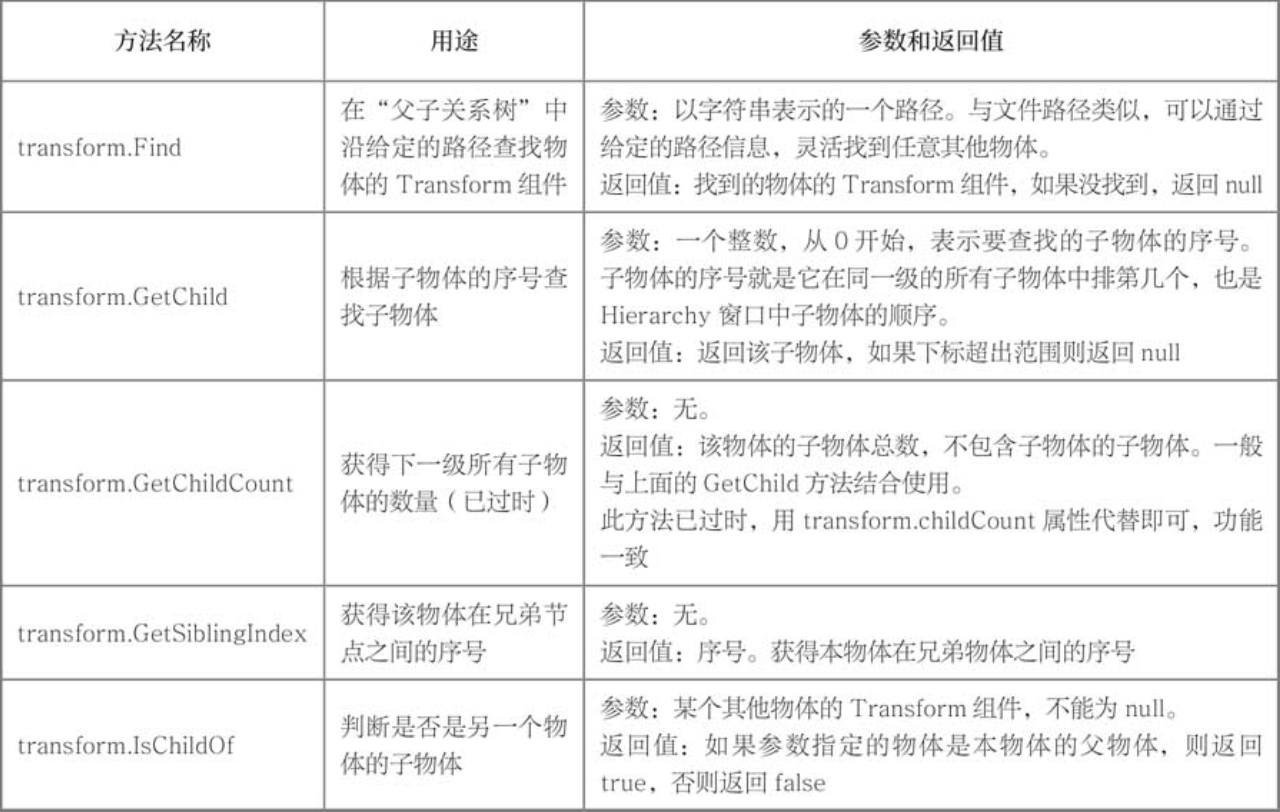 方法名称
用途
参数和返回值
transform.Find
在“父子关系树”中
沿给定的路径查找物
体的 Transform 组件
参数：以字符串表示的一个路径。与文件路径类似，可以通过
给定的路径信息，灵活找到任意其他物体。
返回值：找到的物体的 Transform 组件，如果没找到，返回 null
transform.GetChild
根据子物体的序号查
找子物体
参数：一个整数，从 0 开始，表示要查找的子物体的序号。
子物体的序号就是它在同一级的所有子物体中排第几个，也是
Hierarchy 窗口中子物体的顺序。
返回值：返回该子物体，如果下标超出范围则返回 null
transform.GetChildCount
获得下一级所有子物
体的数量（已过时）
参数：无。
返回值：该物体的子物体总数，不包含子物体的子物体。一般
与上面的 GetChild 方法结合使用。
此方法已过时，用 transform.childCount 属性代替即可，功能
一致
transform.GetSiblingIndex
获得该物体在兄弟节
点之间的序号
参数：无。
返回值：序号。获得本物体在兄弟物体之间的序号
transform.IsChildOf
判断是否是另一个物
体的子物体
参数：某个其他物体的 Transform 组件，不能为 null。
返回值：如果参数指定的物体是本物体的父物体，则返回
true，否则返回 false